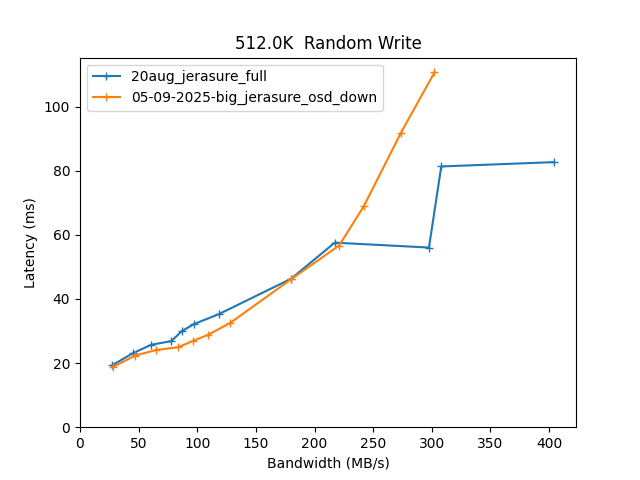 512.0K  Random Write
20aug_jerasure_full
05-09-2025-big_jerasure_osd_down
Latency (ms)
100
80
60
40
20
0
0 50 100 150 200 250 300 350 400
Bandwidth (MB/s)